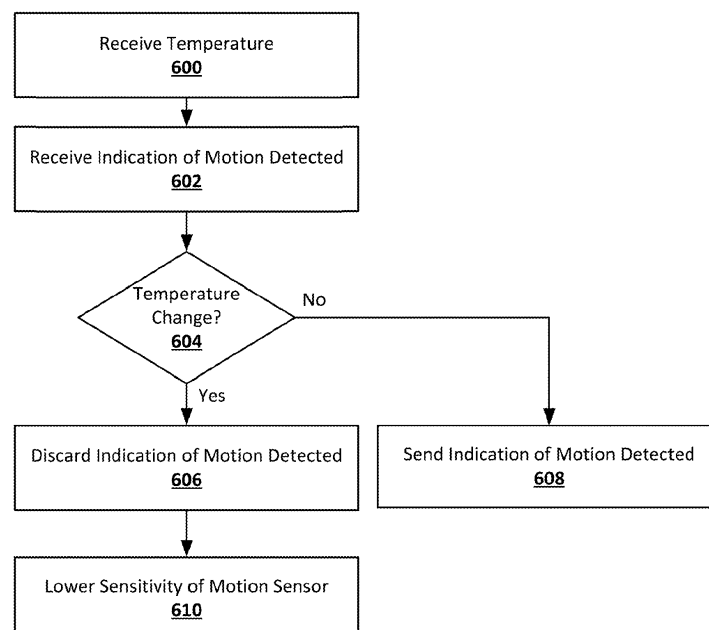 Receive Temperature
600
Receive Indication of Motion Detected
602
Temperature
Change?
604
No
Yes
Discard Indication of Motion Detected
606
Send Indication of Motion Detected
608
Lower Sensitivity of Motion Sensor
610